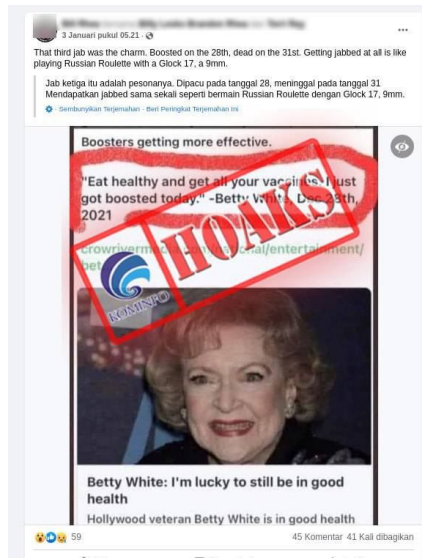 3 Januari pukul 05.21 ·
That third jab was the charm. Boosted on the 28th, dead on the 31st. Getting jabbed at all is like
playing Russian Roulette with a Glock 17, a 9mm.
Jab ketiga itu adalah pesonanya. Dipacu pada tanggal 28, meninggal pada tanggal 31
Mendapatkan jabbed sama sekali seperti bermain Russian Roulette dengan Glock 17, 9mm.
Sembunyikan Terjemahan · Beri Peringkat Terjemahan Ini
Boosters getting more effective.
"Eat healthy and get all your vaccines. I just
got boosted today." -Betty White, Dec. 28th,
2021
HOAKS
KOMINFO
Betty White: I'm lucky to still be in good
health
Hollywood veteran Betty White is in good health
59
45 Komentar 41 Kali dibagikan